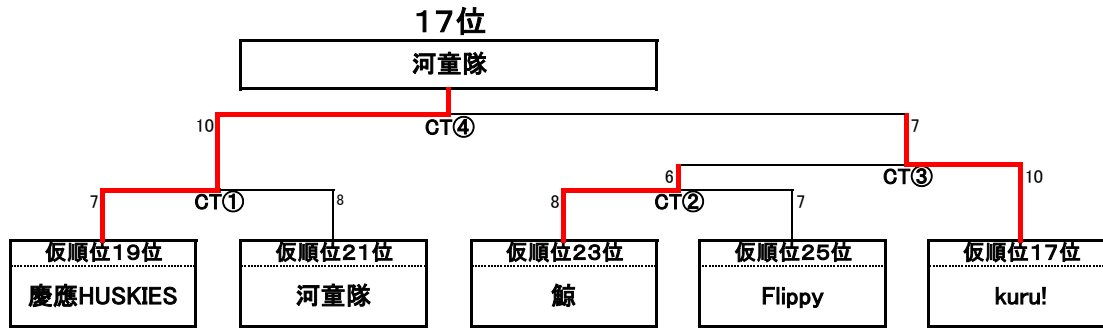 17位
河童隊
CT④
10
7
CT③
6
10
CT①
7
8
CT②
8
7
仮順位19位
慶應HUSKIES
仮順位21位
河童隊
仮順位23位
鯨
仮順位25位
Flippy
仮順位17位
kuru!